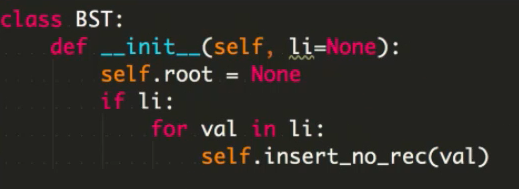 class BST:
    def __init__(self, li=None):
        self.root = None
        if li:
            for val in li:
                self.insert_no_rec(val)